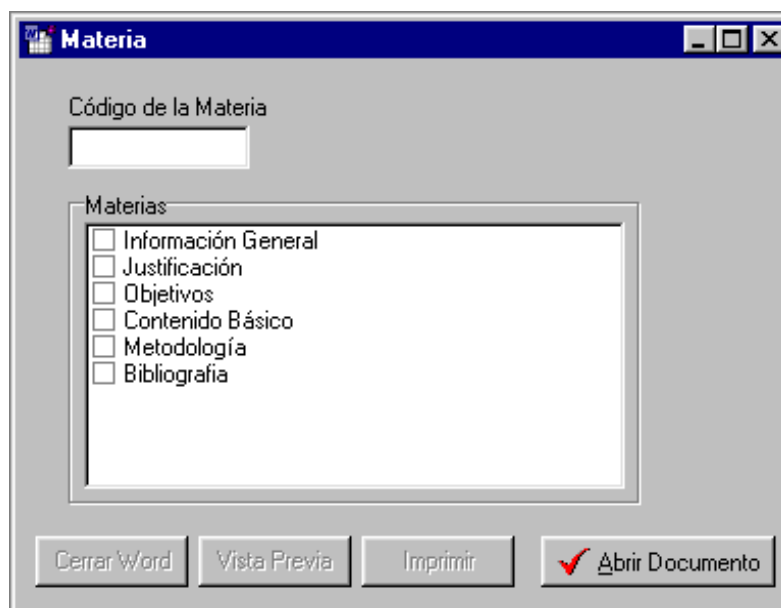 Materia
Código de la Materia
Materias
Información General
Justificación
Objetivos
Contenido Básico
Metodología
Bibliografia
Cerrar Word Vista Previa Imprimir Abrir Documento